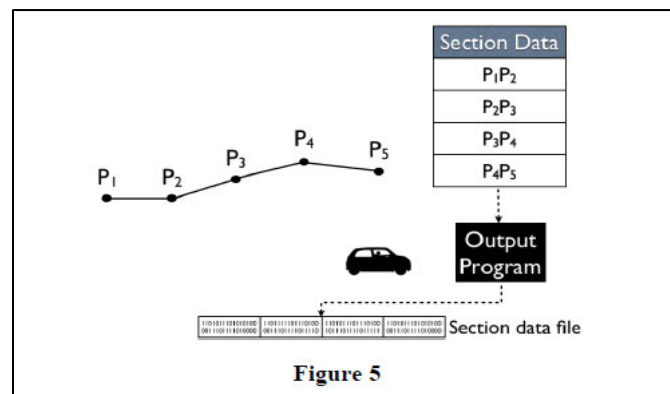 Section Data
P₁P₂
P₂P₃
P₃P₄
P₄P₅
P₁
P₂
P₃
P₄
P₅
Output
Program
Section data file
Figure 5